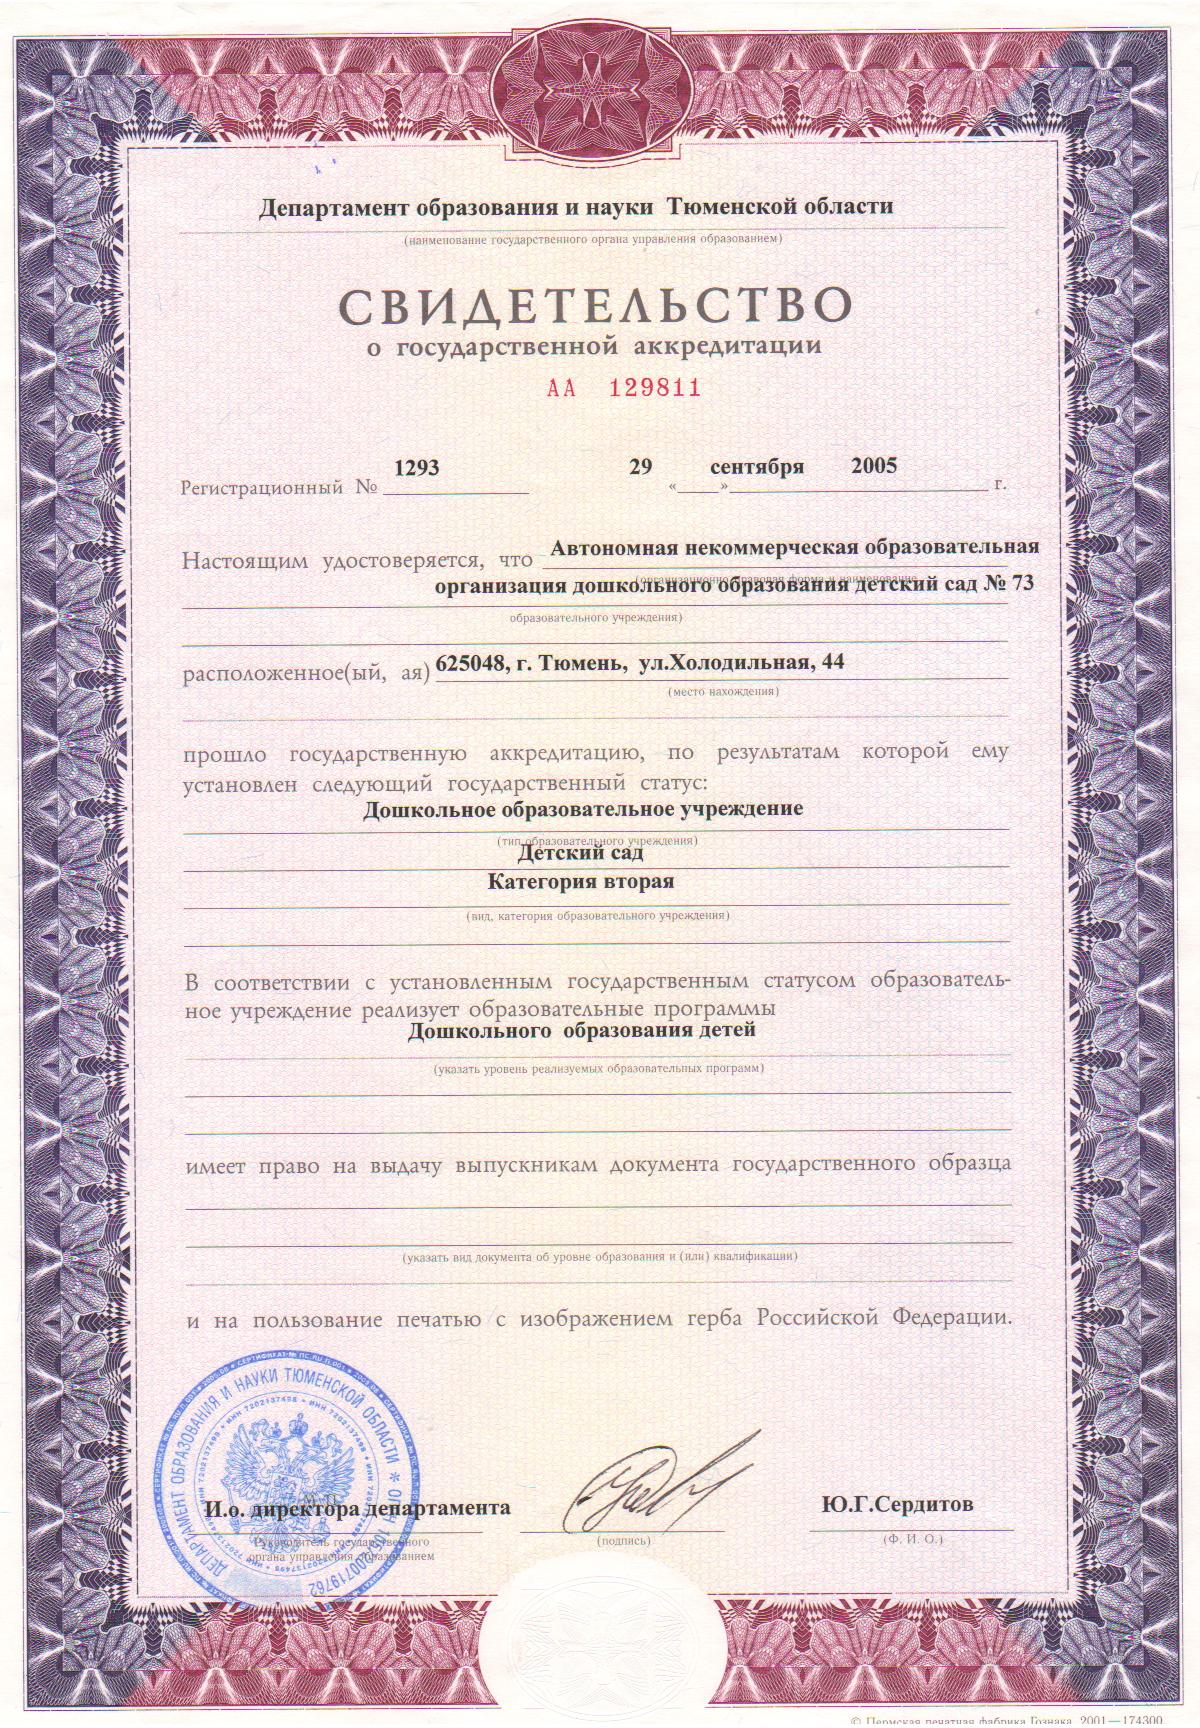 Департамент образования и науки Тюменской области
(наименование государственного органа управления образованием)
СВИДЕТЕЛЬСТВО
о государственной аккредитации
АА 129811
Регистрационный № 1293 « 29 » сентября 2005 г.
Настоящим удостоверяется, что Автономная некоммерческая образовательная
(организационно-правовая форма и наименование
организация дошкольного образования детский сад № 73
образовательного учреждения)
расположенное(ый, ая) 625048, г. Тюмень, ул.Холодильная, 44
(место нахождения)
прошло государственную аккредитацию, по результатам которой ему
установлен следующий государственный статус:
Дошкольное образовательное учреждение
(тип образовательного учреждения)
Детский сад
Категория вторая
(вид, категория образовательного учреждения)
В соответствии с установленным государственным статусом образователь-
ное учреждение реализует образовательные программы
Дошкольного образования детей
(указать уровень реализуемых образовательных программ)
имеет право на выдачу выпускникам документа государственного образца
(указать вид документа об уровне образования и (или) квалификации)
и на пользование печатью с изображением герба Российской Федерации.
ДЕПАРТАМЕНТ ОБРАЗОВАНИЯ И НАУКИ ТЮМЕНСКОЙ ОБЛАСТИ
ИНН 7202137498
И.о. директора департамента
Ю.Г.Сердитов
Руководитель государственного
органа управления образованием
(подпись)
(Ф. И. О.)
© Пермская печатная фабрика Гознака. 2001—174300.